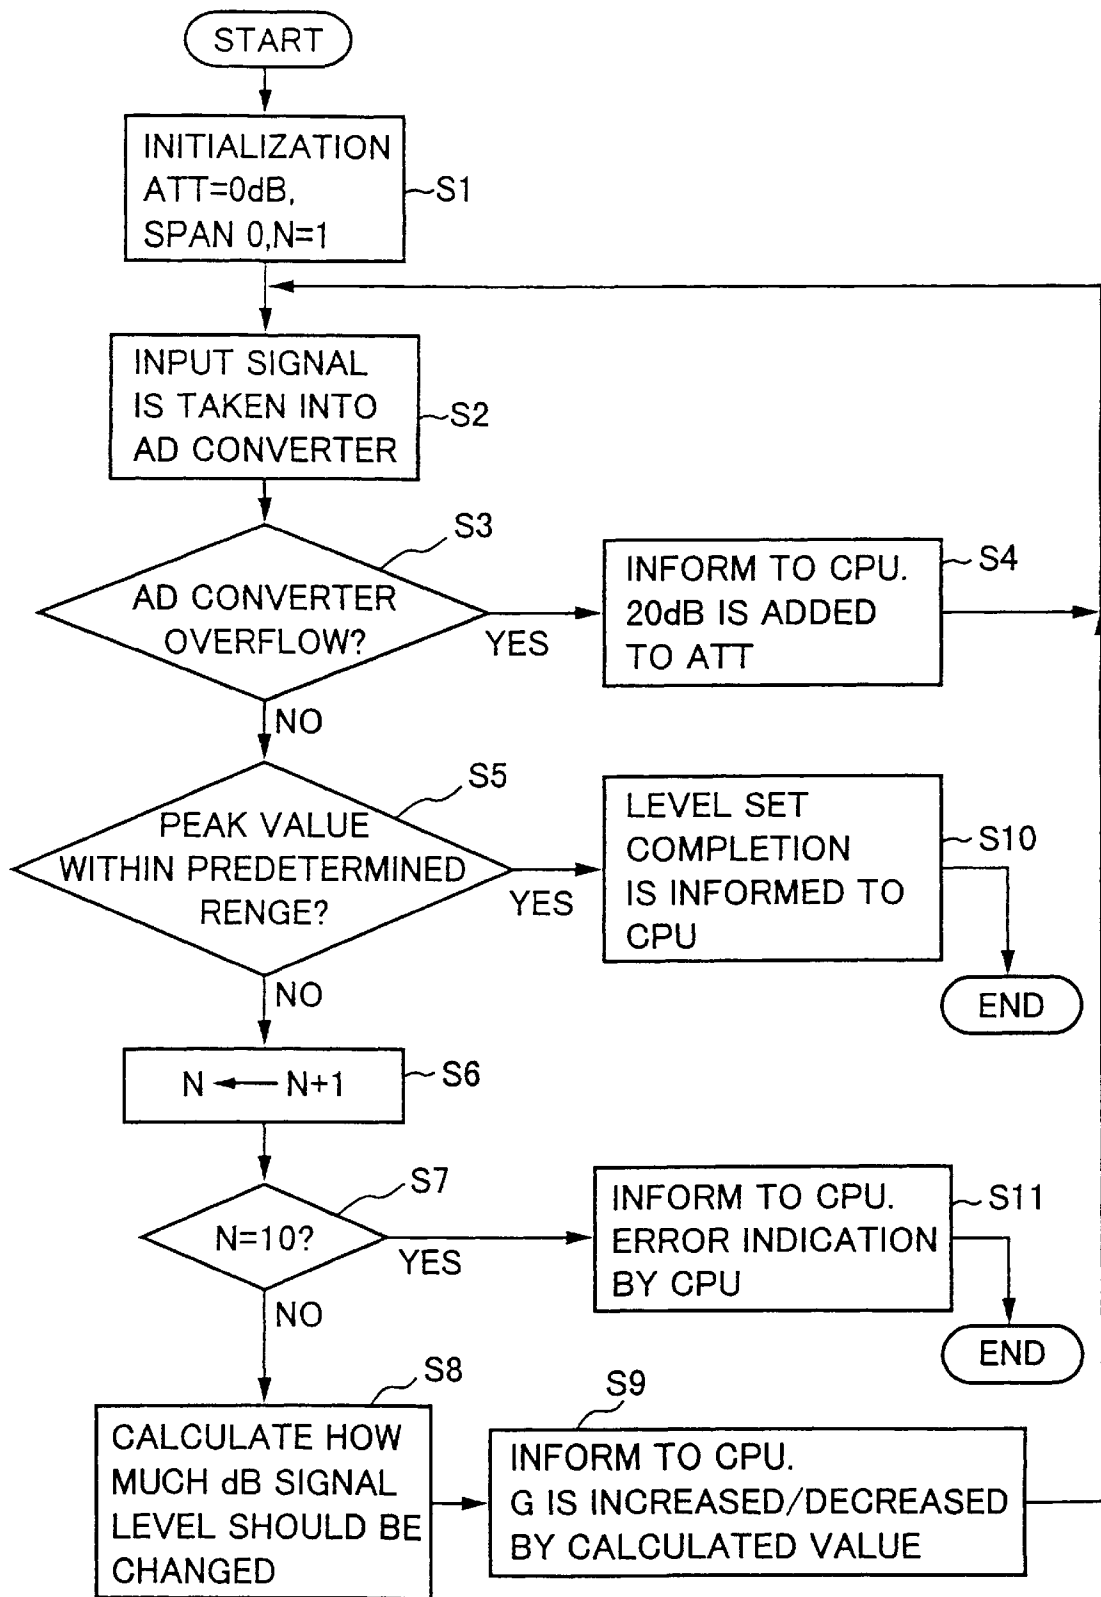 START
INITIALIZATION
ATT=0dB,
SPAN 0,N=1
S1
INPUT SIGNAL
IS TAKEN INTO
AD CONVERTER
S2
AD CONVERTER
OVERFLOW?
S3
YES
NO
INFORM TO CPU.
20dB IS ADDED
TO ATT
S4
PEAK VALUE
WITHIN PREDETERMINED
RENGE?
S5
YES
NO
LEVEL SET
COMPLETION
IS INFORMED TO
CPU
S10
END
N ← N+1
S6
N=10?
S7
YES
NO
INFORM TO CPU.
ERROR INDICATION
BY CPU
S11
END
CALCULATE HOW
MUCH dB SIGNAL
LEVEL SHOULD BE
CHANGED
S8
INFORM TO CPU.
G IS INCREASED/DECREASED
BY CALCULATED VALUE
S9